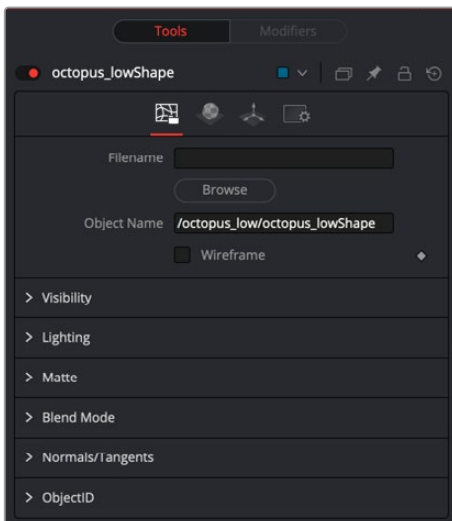 Tools Modifiers
octopus_lowShape
Filename
Browse
Object Name /octopus_low/octopus_lowShape
Wireframe
Visibility
Lighting
Matte
Blend Mode
Normals/Tangents
ObjectID